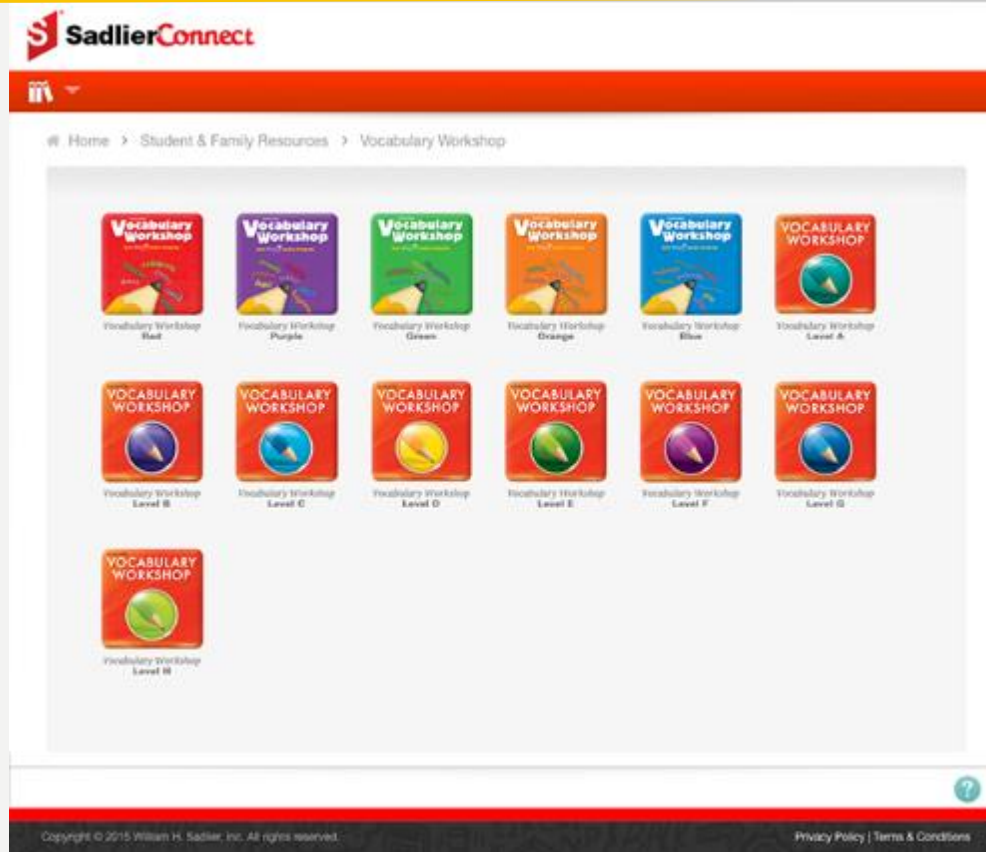 SadlierConnect
Home > Student & Family Resources > Vocabulary Workshop
Vocabulary Workshop
Vocabulary Workshop
Vocabulary Workshop
Vocabulary Workshop
Vocabulary Workshop
VOCABULARY WORKSHOP
Vocabulary Workshop
Red
Vocabulary Workshop
Purple
Vocabulary Workshop
Green
Vocabulary Workshop
Orange
Vocabulary Workshop
Blue
Vocabulary Workshop
Level A
VOCABULARY WORKSHOP
VOCABULARY WORKSHOP
VOCABULARY WORKSHOP
VOCABULARY WORKSHOP
VOCABULARY WORKSHOP
VOCABULARY WORKSHOP
Vocabulary Workshop
Level B
Vocabulary Workshop
Level C
Vocabulary Workshop
Level D
Vocabulary Workshop
Level E
Vocabulary Workshop
Level F
Vocabulary Workshop
Level G
VOCABULARY WORKSHOP
Vocabulary Workshop
Level H
?
Copyright © 2015 William H. Sadlier, Inc. All rights reserved.
Privacy Policy | Terms & Conditions